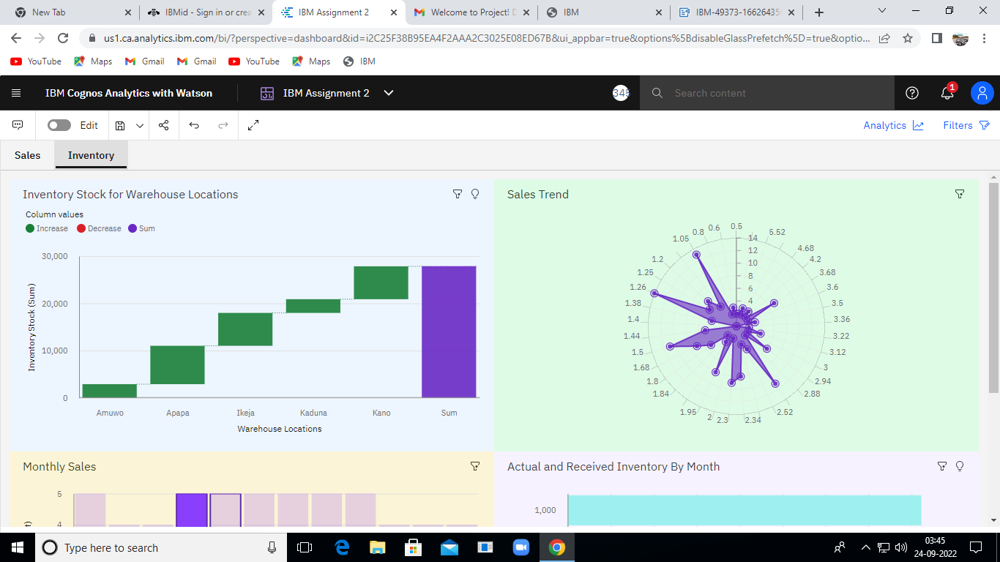 New Tab
IBMid - Sign in or crea
IBM Assignment 2
Welcome to Project! D
IBM
IBM-49373-166264356
us1.ca.analytics.ibm.com/bi/?perspective=dashboard&id=i2C25F38B95EA4F2AAA2C3025E08ED67B&ui_appbar=true&options%5BdisableGlassPrefetch%5D=true&optio...
YouTube
Maps
Gmail
Gmail
YouTube
Maps
IBM
IBM Cognos Analytics with Watson
IBM Assignment 2
345
Search content
1
Edit
Analytics
Filters
Sales
Inventory
Inventory Stock for Warehouse Locations
Column values
Increase
Decrease
Sum
30,000
20,000
10,000
0
Inventory Stock (Sum)
Amuwo
Apapa
Ikeja
Kaduna
Kano
Sum
Warehouse Locations
Sales Trend
0.5
5.52
4.68
4.2
3.68
3.6
3.5
3.36
3.22
3.12
3
2.94
2.88
2.52
2.34
2.3
2
1.95
1.84
1.8
1.68
1.5
1.44
1.4
1.38
1.26
1.25
1.2
1.05
0.8
0.6
14
12
10
8
6
4
Monthly Sales
5
4
Actual and Received Inventory By Month
1,000
Type here to search
03:45
24-09-2022